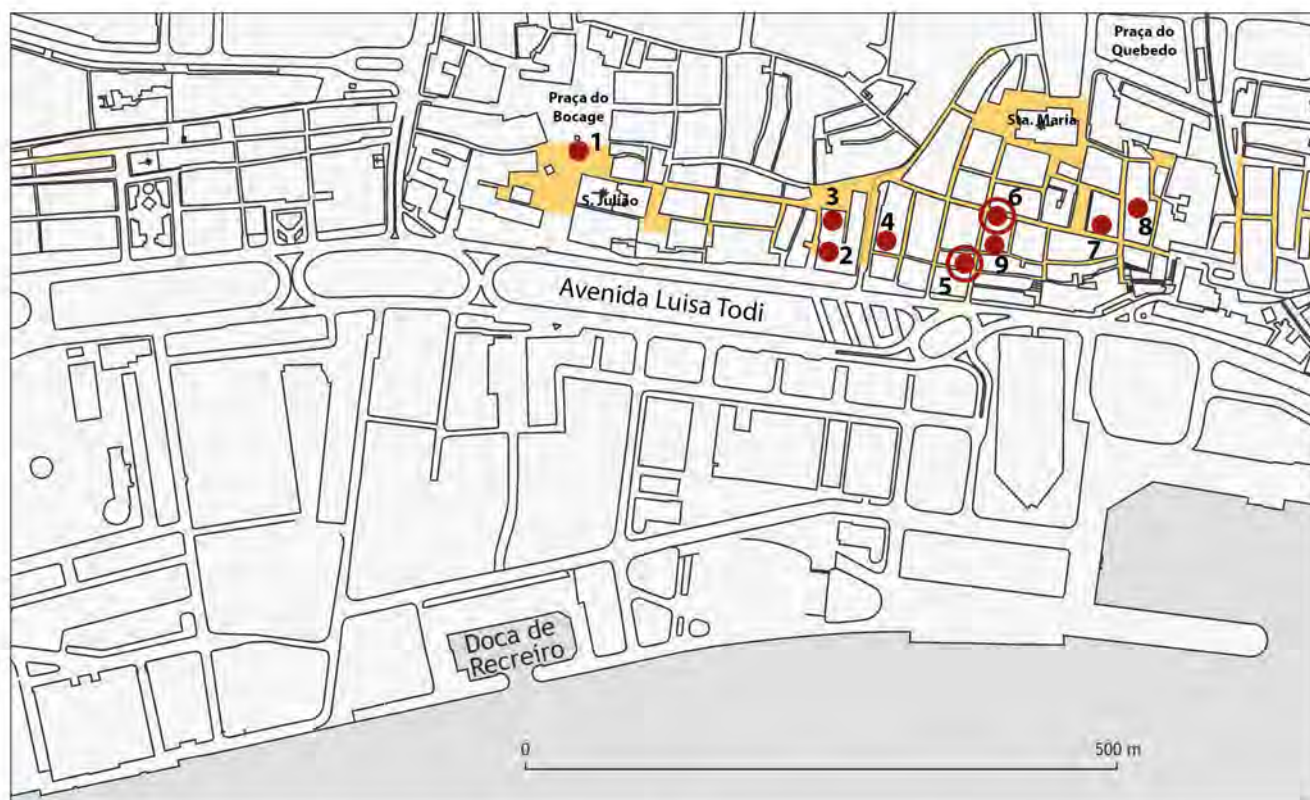 Praça do
Quebedo
Praça do
Bocage
1
Sta. Maria
S. Julião
3
6
4
8
2
7
9
5
Avenida Luisa Todi
Doca de
Recreiro
0
500 m